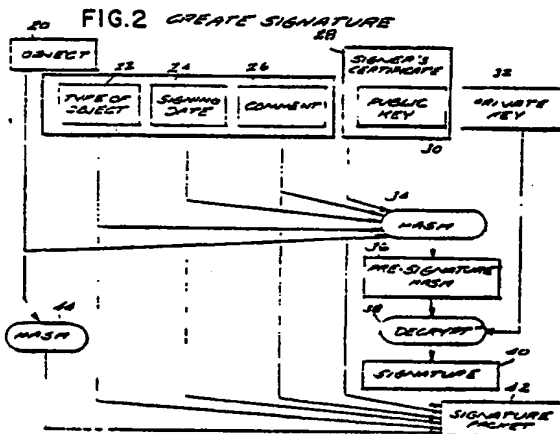 FIG.2 CREATE SIGNATURE
20
OBJECT
22
TYPE OF OBJECT
24
SIGNING DATE
26
COMMENT
28
SIGNER'S CERTIFICATE
PUBLIC KEY
30
32
PRIVATE KEY
34
HASH
36
PRE-SIGNATURE HASH
38
DECRYPT
40
SIGNATURE
44
HASH
42
SIGNATURE PACKET